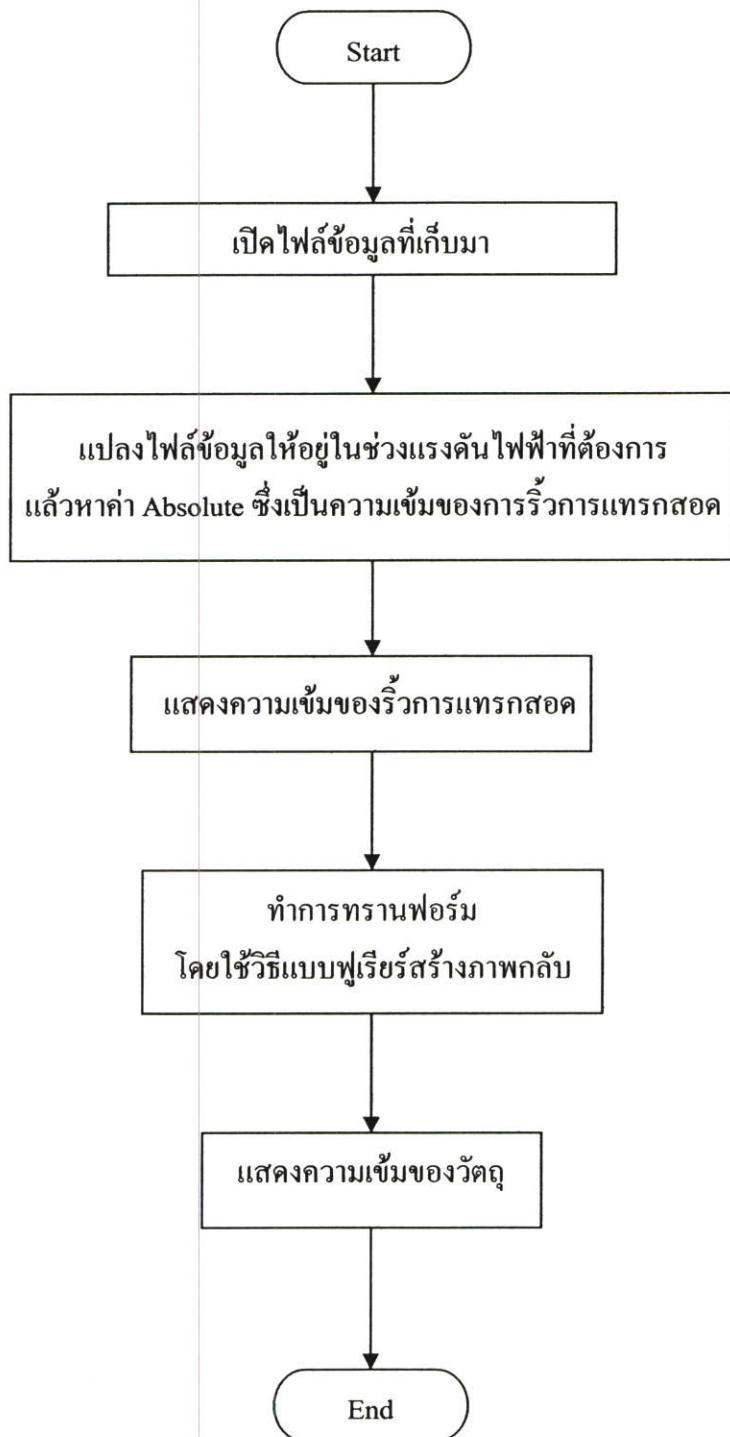 Start
เปิดไฟล์ข้อมูลที่เก็บมา
แปลงไฟล์ข้อมูลให้อยู่ในช่วงแรงดันไฟฟ้าที่ต้องการ
แล้วหาค่า Absolute ซึ่งเป็นความเข้มของการริ้วการแทรกสอด
แสดงความเข้มของริ้วการแทรกสอด
ทำการทรานฟอร์ม
โดยใช้วิธีแบบฟูเรียร์สร้างภาพกลับ
แสดงความเข้มของวัตถุ
End